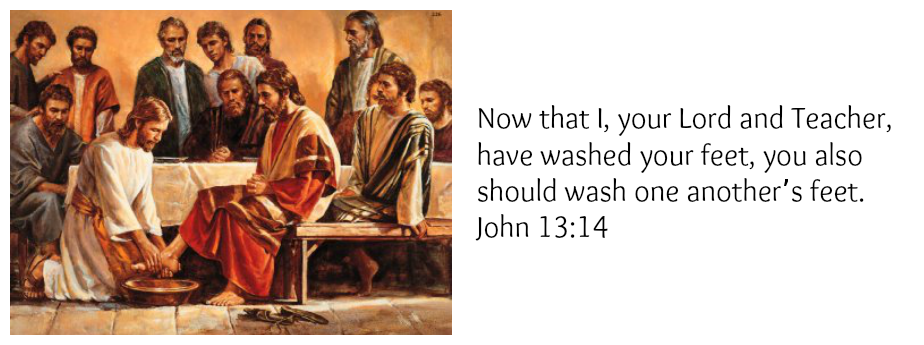 Now that I, your Lord and Teacher,
have washed your feet, you also
should wash one another's feet.
John 13:14